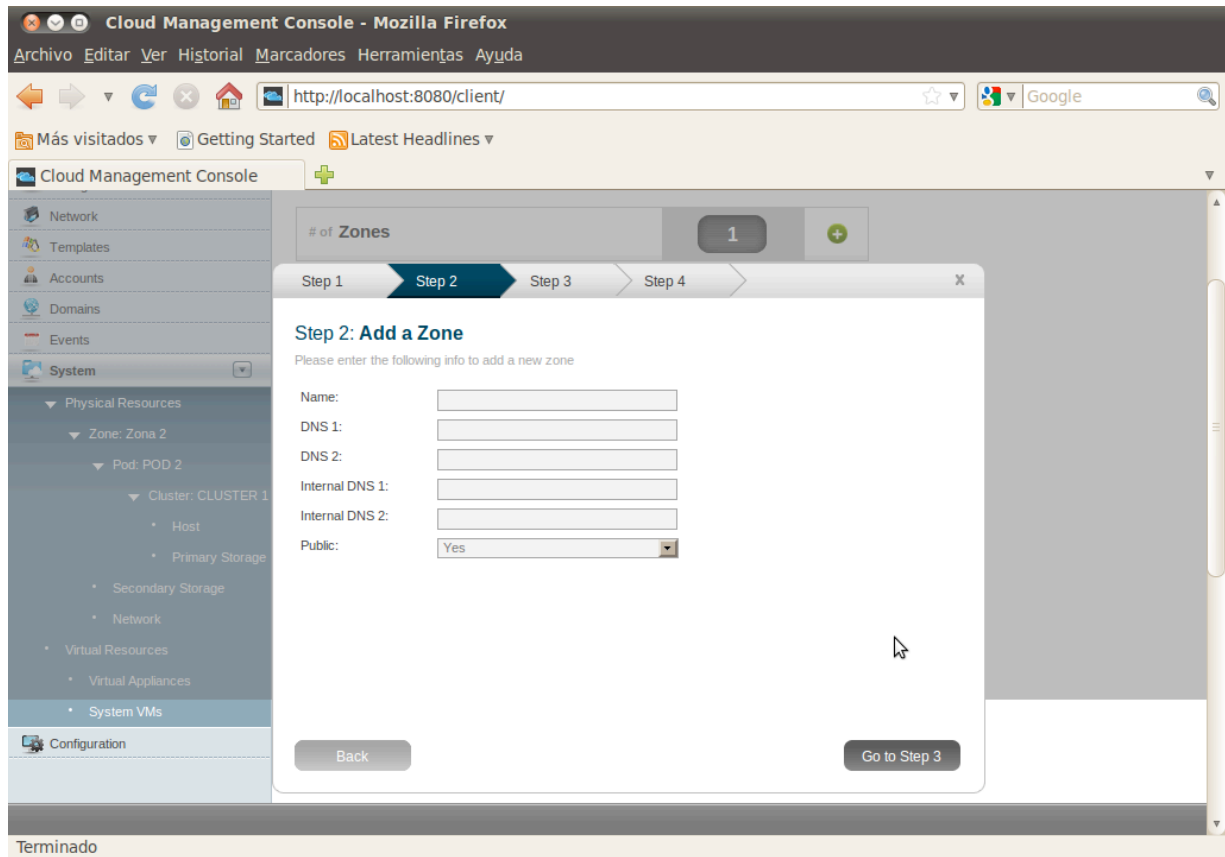 Cloud Management Console - Mozilla Firefox
Archivo Editar Ver Historial Marcadores Herramientas Ayuda
http://localhost:8080/client/
Google
Más visitados
Getting Started
Latest Headlines
Cloud Management Console
Network
Templates
Accounts
Domains
Events
System
Physical Resources
Zone: Zona 2
Pod: POD 2
Cluster: CLUSTER 1
Host
Primary Storage
Secondary Storage
Network
Virtual Resources
Virtual Appliances
System VMs
Configuration
# of Zones
1
Step 1
Step 2
Step 3
Step 4
x
Step 2: Add a Zone
Please enter the following info to add a new zone
Name:
DNS 1:
DNS 2:
Internal DNS 1:
Internal DNS 2:
Public:
Yes
Back
Go to Step 3
Terminado